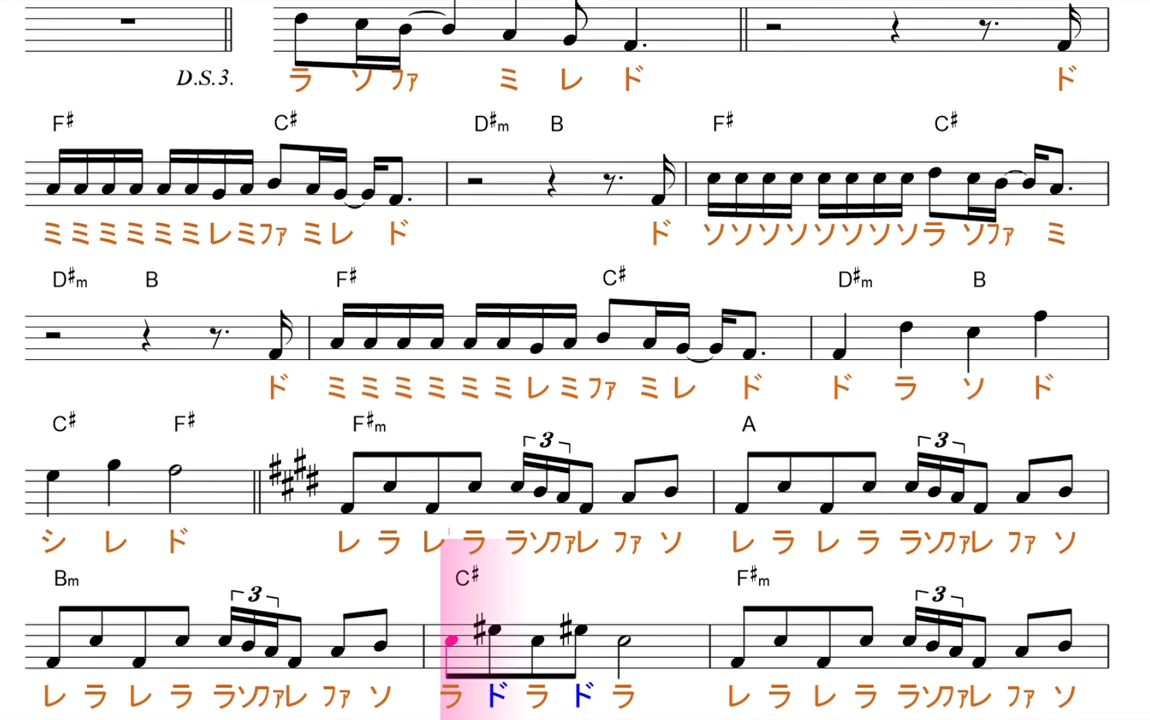 D.S.3.
ラ ソ ファ ミ レ ド ド
F# C# D#m B F# C#
ミ ミ ミ ミ ミ ミ レ ミ ファ ミ レ ド ド ソ ソ ソ ソ ソ ソ ソ ソ ラ ソ ファ ミ
D#m B F# C# D#m B
ド ミ ミ ミ ミ ミ ミ レ ミ ファ ミ レ ド ド ラ ソ ド
C# F# F#m 3 A 3
シ レ ド レ ラ レ ラ ラ ソ ファ レ ファ ソ レ ラ レ ラ ラ ソ ファ レ ファ ソ
Bm 3 C# F#m 3
レ ラ レ ラ ラ ソ ファ レ ファ ソ ラ ド ラ ド ラ レ ラ レ ラ ラ ソ ファ レ ファ ソ